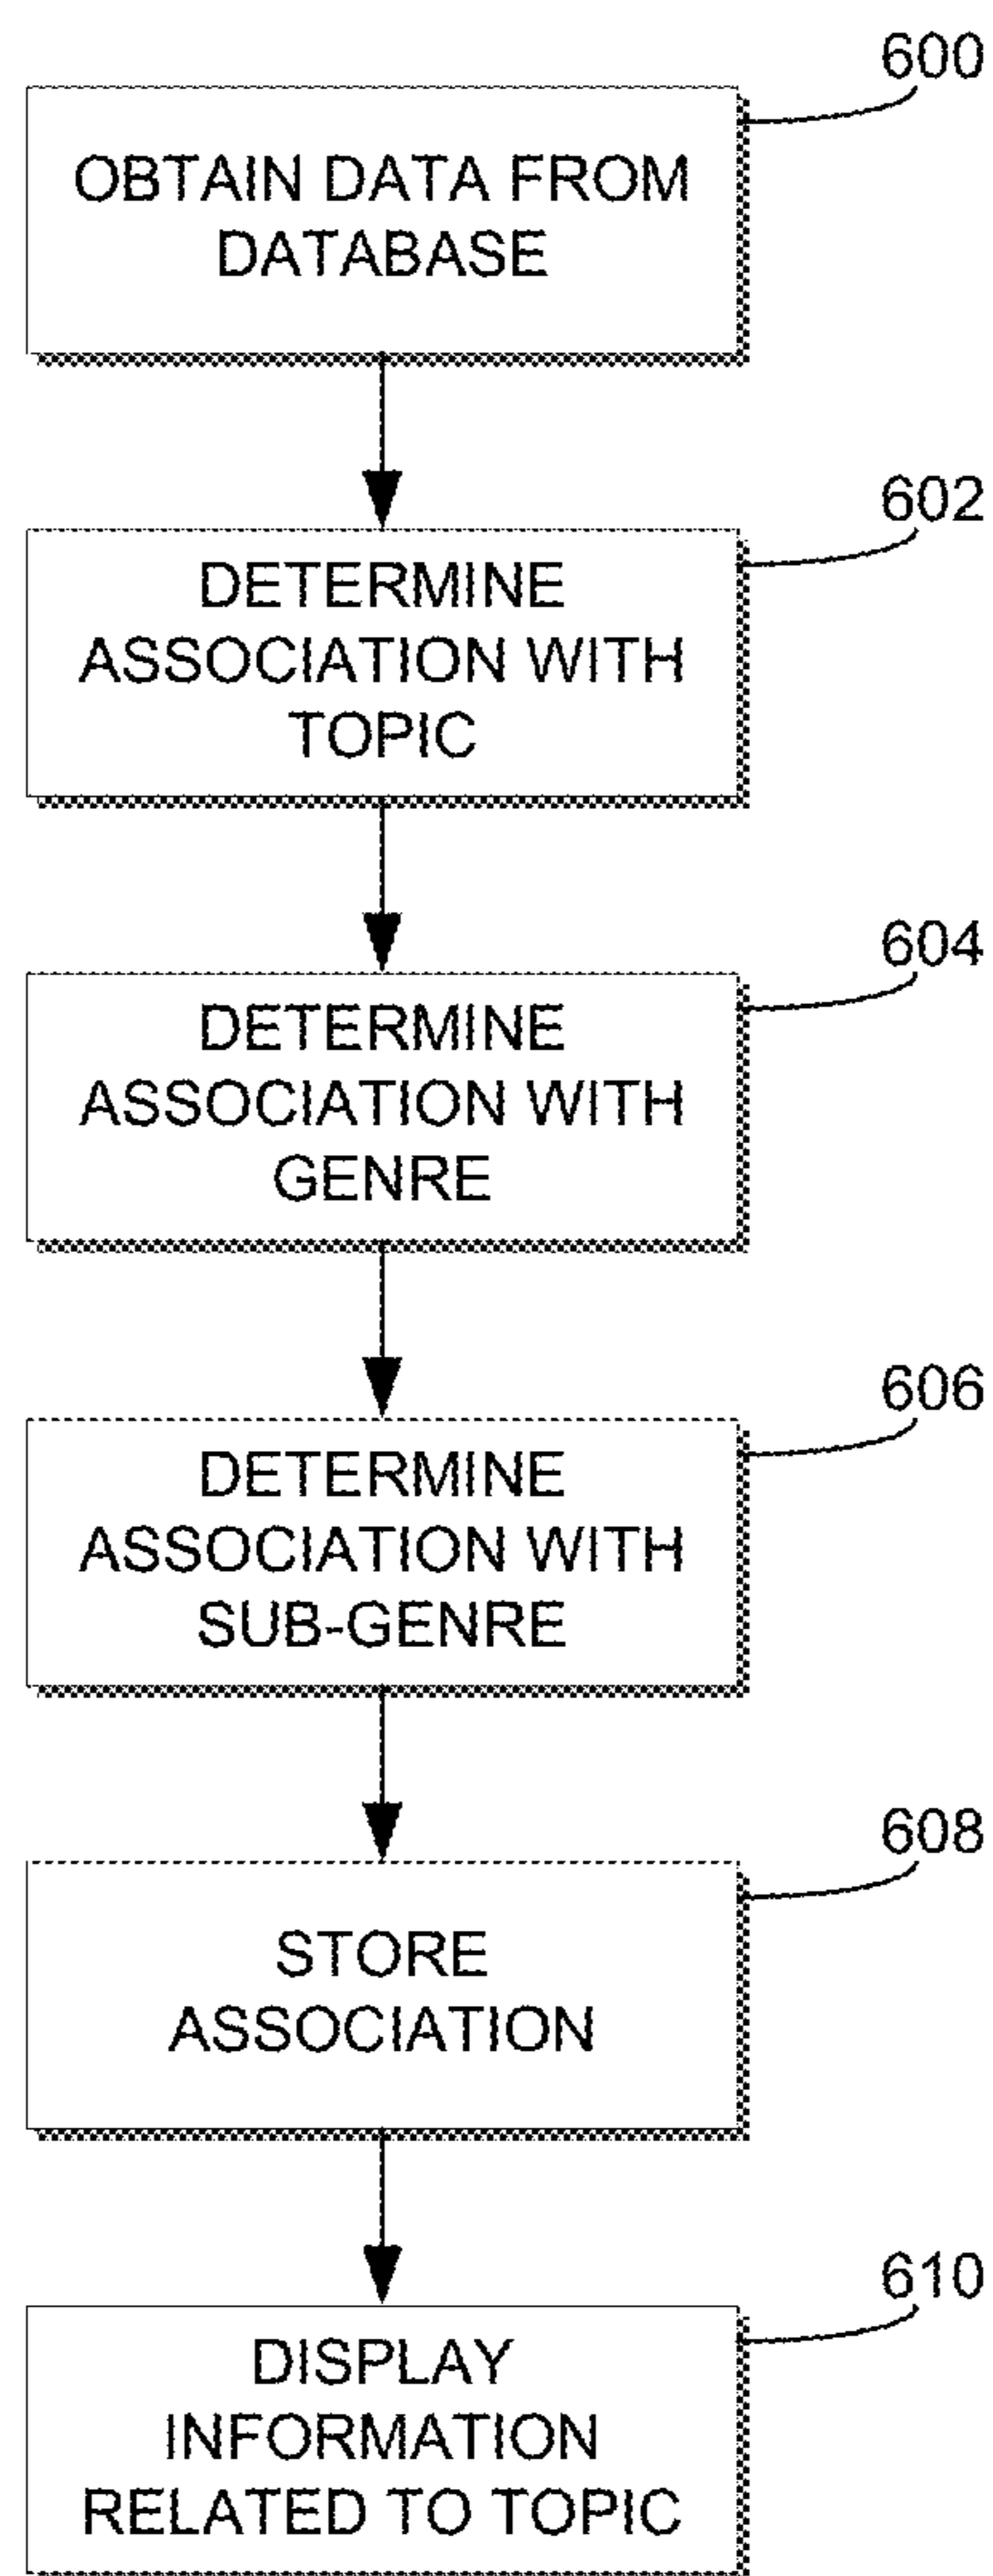 600
OBTAIN DATA FROM
DATABASE
602
DETERMINE
ASSOCIATION WITH
TOPIC
604
DETERMINE
ASSOCIATION WITH
GENRE
606
DETERMINE
ASSOCIATION WITH
SUB-GENRE
608
STORE
ASSOCIATION
610
DISPLAY
INFORMATION
RELATED TO TOPIC